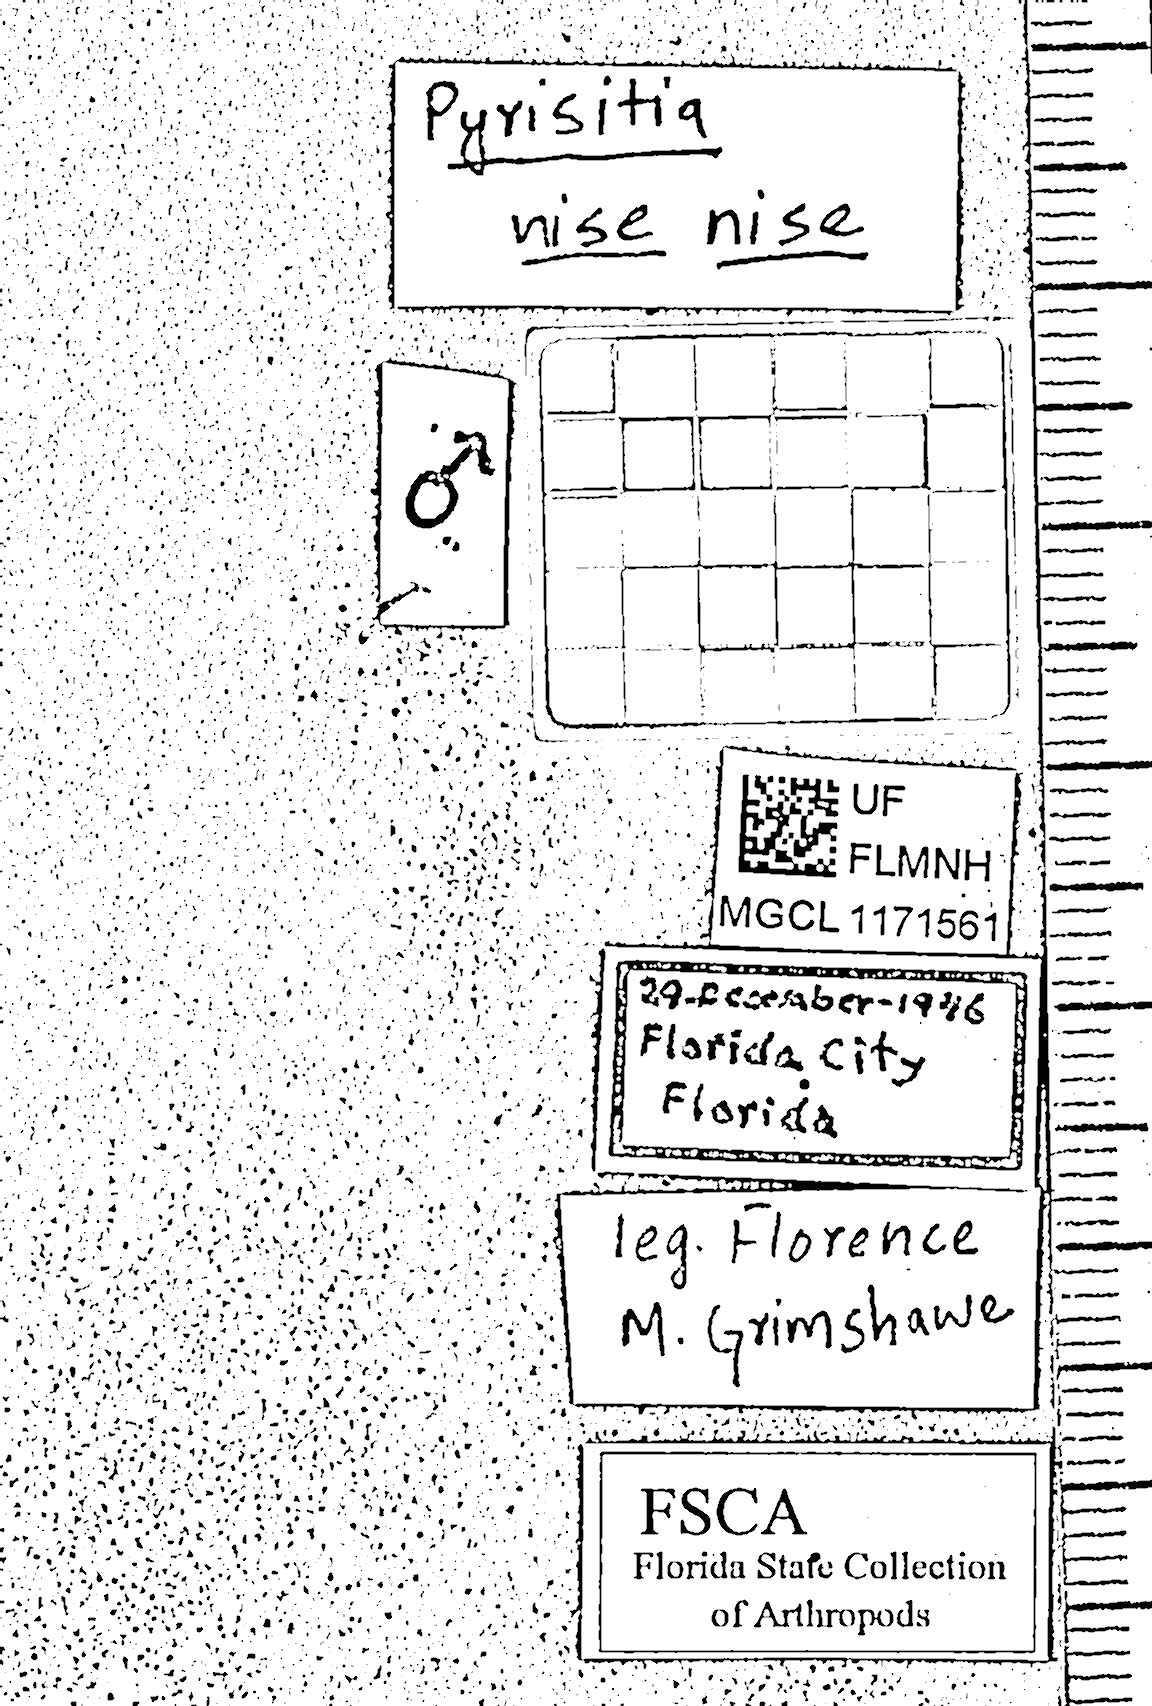 Pyrisitia
nise nise
♂
UF
FLMNH
MGCL 1171561
29-December-1946
Florida City
Florida
leg. Florence
M. Grimshawe
FSCA
Florida State Collection
of Arthropods